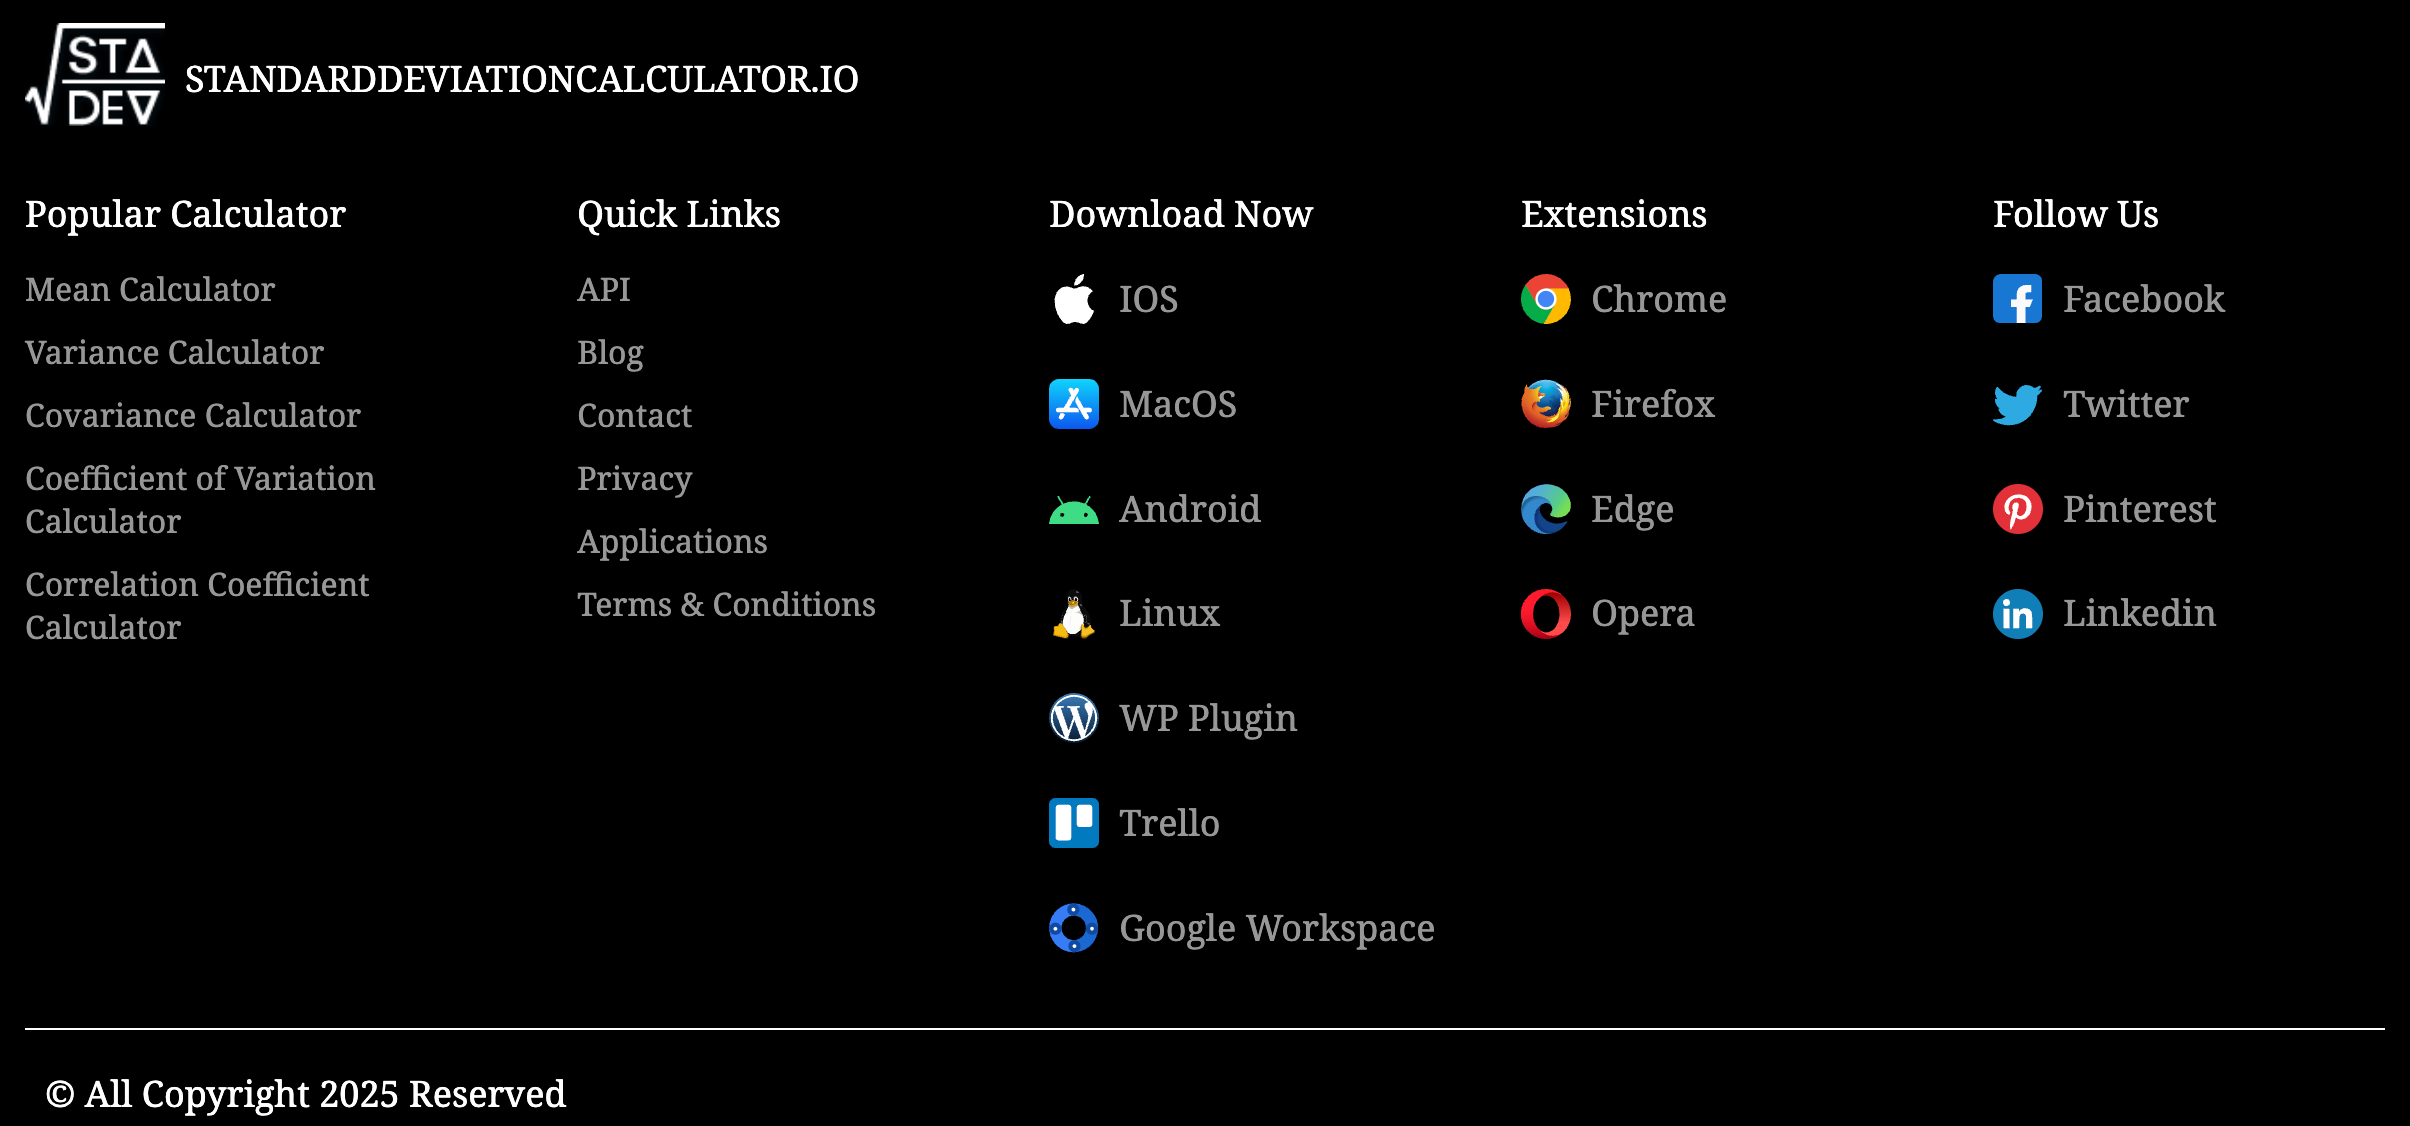 STA
DEV
STANDARDDEVIATIONCALCULATOR.IO
Popular Calculator
Mean Calculator
Variance Calculator
Covariance Calculator
Coefficient of Variation
Calculator
Correlation Coefficient
Calculator
Quick Links
API
Blog
Contact
Privacy
Applications
Terms & Conditions
Download Now
IOS
MacOS
Android
Linux
WP Plugin
Trello
Google Workspace
Extensions
Chrome
Firefox
Edge
Opera
Follow Us
Facebook
Twitter
Pinterest
Linkedin
© All Copyright 2025 Reserved